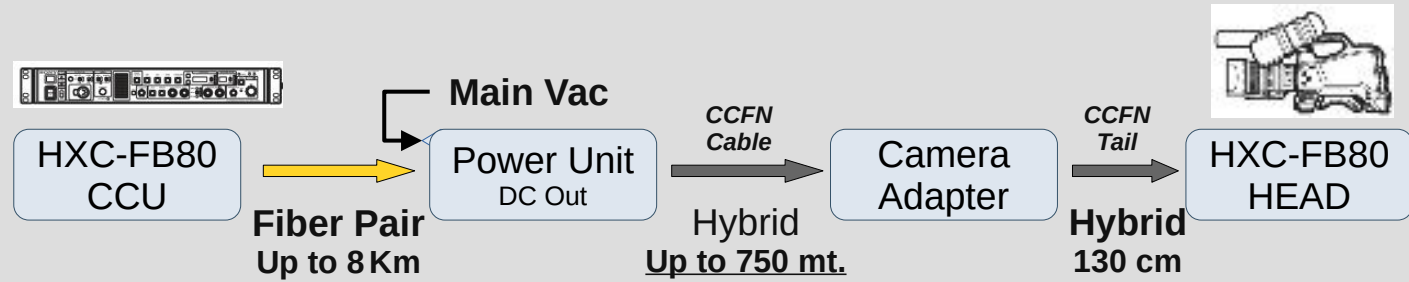 Main Vac
HXC-FB80
CCU
Fiber Pair
Up to 8 Km
Power Unit
DC Out
CCFN
Cable
Hybrid
Up to 750 mt.
Camera
Adapter
CCFN
Tail
Hybrid
130 cm
HXC-FB80
HEAD